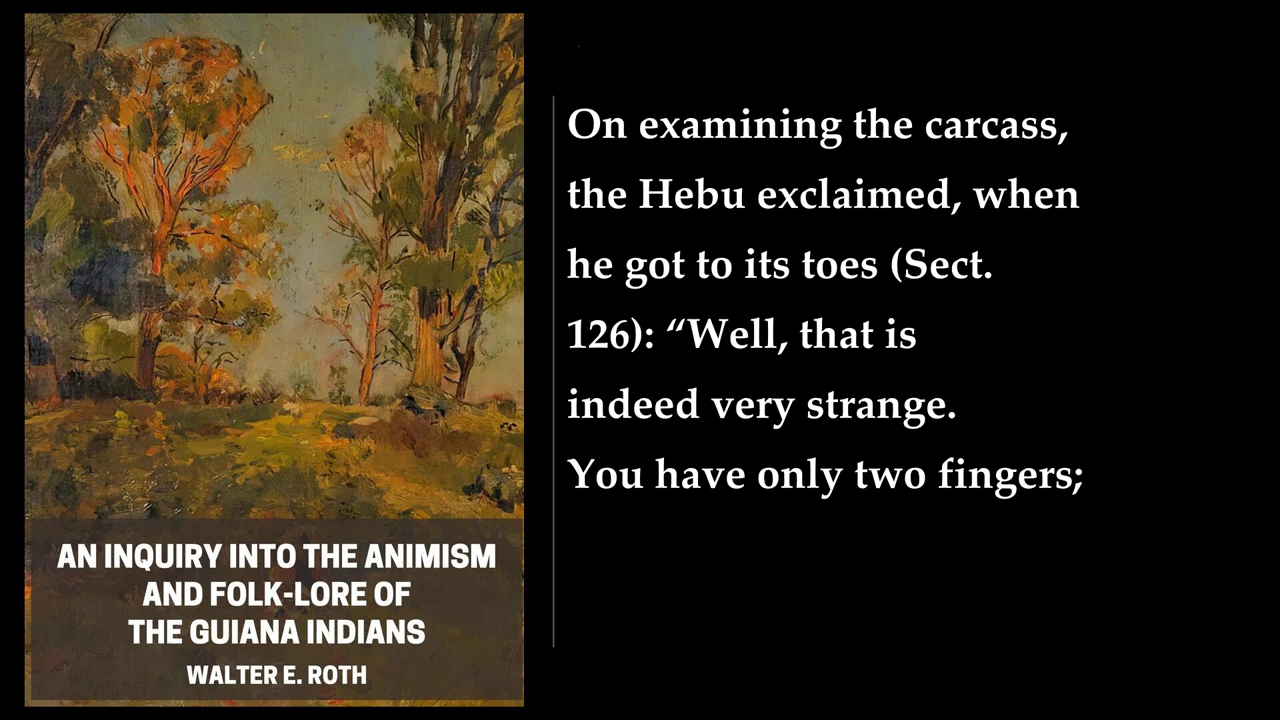 On examining the carcass,
the Hebu exclaimed, when
he got to its toes (Sect.
126): “Well, that is
indeed very strange.
You have only two fingers;
AN INQUIRY INTO THE ANIMISM
AND FOLK-LORE OF
THE GUIANA INDIANS
WALTER E. ROTH